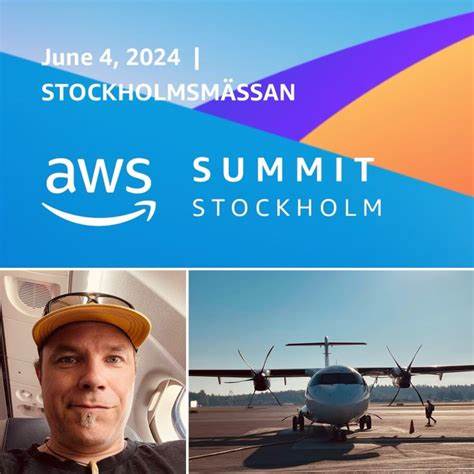 June 4, 2024 |
STOCKHOLMSMÄSSAN
aws
SUMMIT
STOCKHOLM